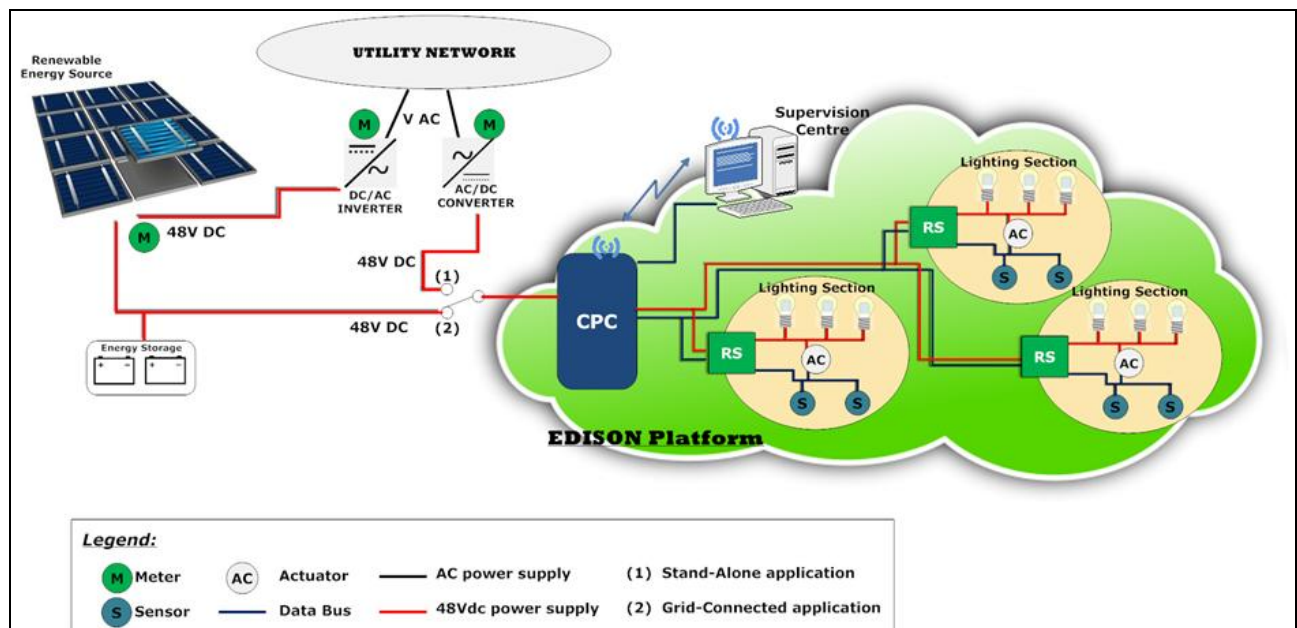 UTILITY NETWORK
Renewable
Energy Source
M
V AC
M
DC/AC
INVERTER
AC/DC
CONVERTER
M
48V DC
48V DC
(1)
48V DC
(2)
Energy Storage
+ -
+ -
Supervision
Centre
CPC
Lighting Section
RS
AC
S
S
Lighting Section
RS
AC
S
S
Lighting Section
RS
AC
S
S
EDISON Platform
Legend:
M Meter
AC Actuator
AC power supply
(1) Stand-Alone application
S Sensor
Data Bus
48Vdc power supply
(2) Grid-Connected application